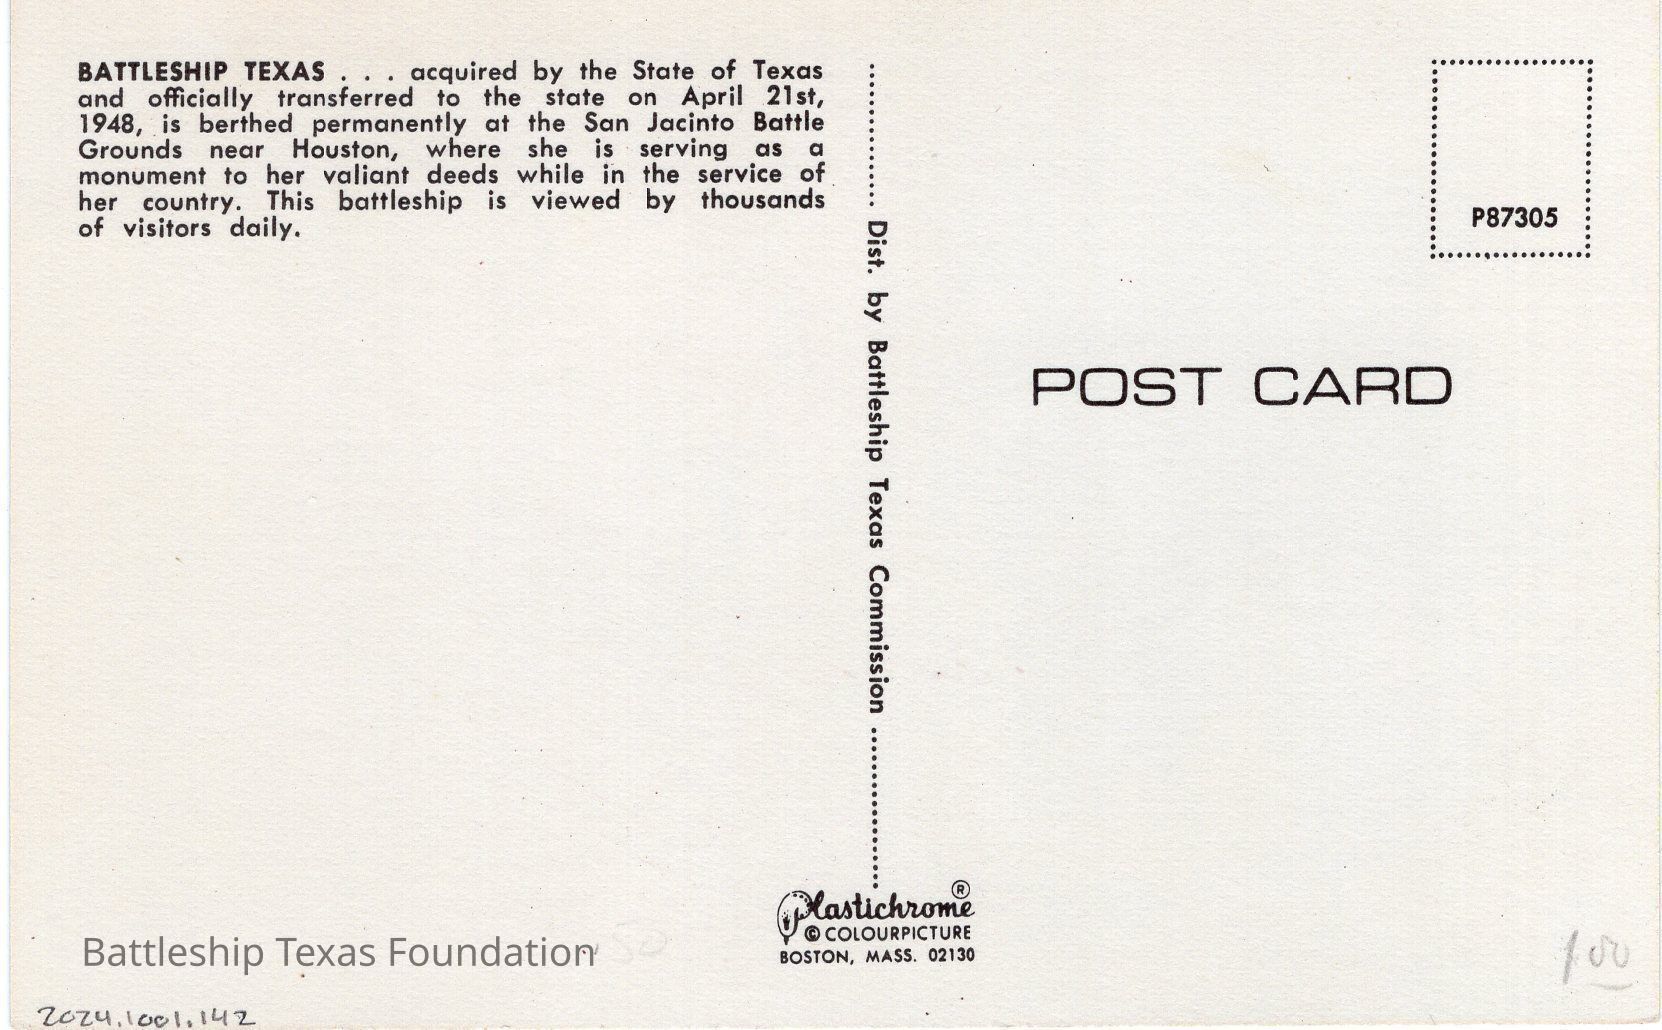 BATTLESHIP TEXAS . . . acquired by the State of Texas
and officially transferred to the state on April 21st,
1948, is berthed permanently at the San Jacinto Battle
Grounds near Houston, where she is serving as a
monument to her valiant deeds while in the service of
her country. This battleship is viewed by thousands
of visitors daily.
Dist. by Battleship Texas Commission
Plastichrome ®
© COLOURPICTURE
BOSTON, MASS. 02130
P87305
POST CARD
Battleship Texas Foundation
2024.1001.142
1.00